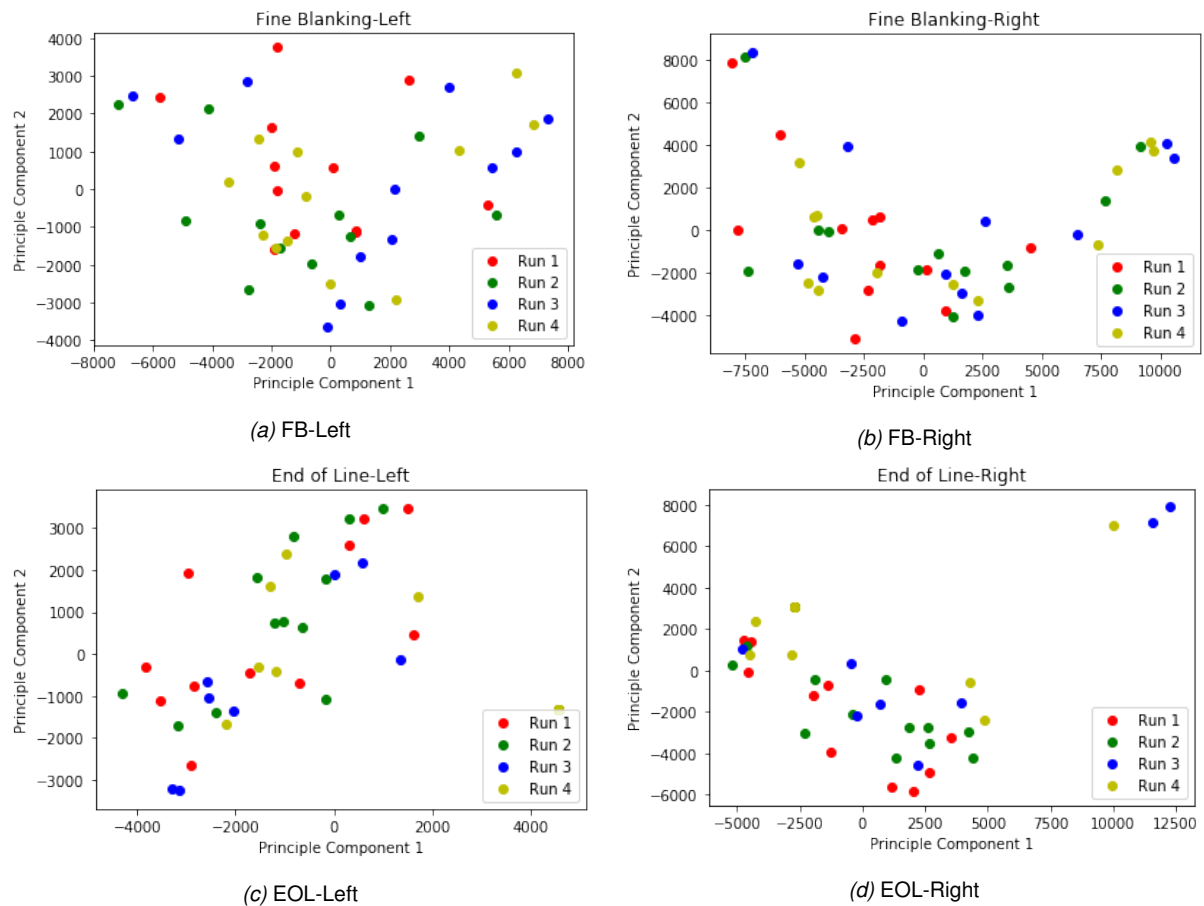 Fine Blanking-Left
4000
3000
2000
1000
0
−1000
−2000
−3000
−4000
Principle Component 2
−8000 −6000 −4000 −2000 0 2000 4000 6000 8000
Principle Component 1
Run 1
Run 2
Run 3
Run 4
(a) FB-Left
Fine Blanking-Right
8000
6000
4000
2000
0
−2000
−4000
Principle Component 2
−7500 −5000 −2500 0 2500 5000 7500 10000
Principle Component 1
Run 1
Run 2
Run 3
Run 4
(b) FB-Right
End of Line-Left
3000
2000
1000
0
−1000
−2000
−3000
Principle Component 2
−4000 −2000 0 2000 4000
Principle Component 1
Run 1
Run 2
Run 3
Run 4
(c) EOL-Left
End of Line-Right
8000
6000
4000
2000
0
−2000
−4000
−6000
Principle Component 2
−5000 −2500 0 2500 5000 7500 10000 12500
Principle Component 1
Run 1
Run 2
Run 3
Run 4
(d) EOL-Right